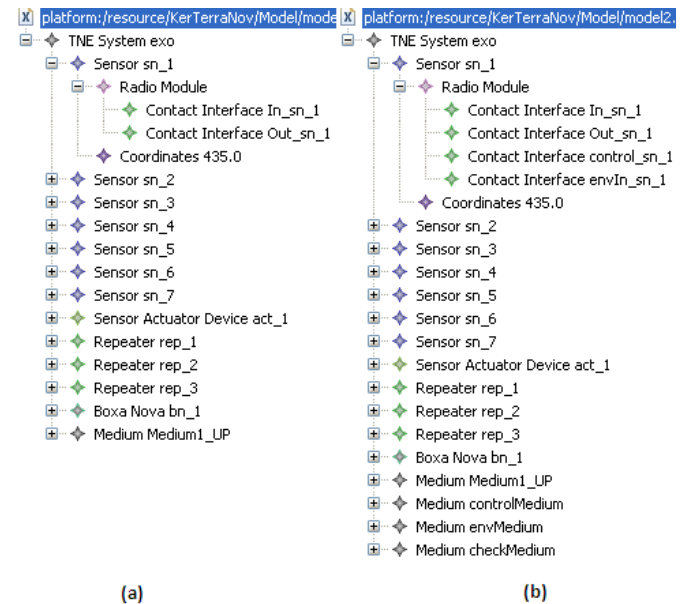 platform:/resource/KerTerraNov/Model/mode
TNE System exo
Sensor sn_1
Radio Module
Contact Interface In_sn_1
Contact Interface Out_sn_1
Coordinates 435.0
Sensor sn_2
Sensor sn_3
Sensor sn_4
Sensor sn_5
Sensor sn_6
Sensor sn_7
Sensor Actuator Device act_1
Repeater rep_1
Repeater rep_2
Repeater rep_3
Boxa Nova bn_1
Medium Medium1_UP
(a)
platform:/resource/KerTerraNov/Model/model2.
TNE System exo
Sensor sn_1
Radio Module
Contact Interface In_sn_1
Contact Interface Out_sn_1
Contact Interface control_sn_1
Contact Interface envIn_sn_1
Coordinates 435.0
Sensor sn_2
Sensor sn_3
Sensor sn_4
Sensor sn_5
Sensor sn_6
Sensor sn_7
Sensor Actuator Device act_1
Repeater rep_1
Repeater rep_2
Repeater rep_3
Boxa Nova bn_1
Medium Medium1_UP
Medium controlMedium
Medium envMedium
Medium checkMedium
(b)